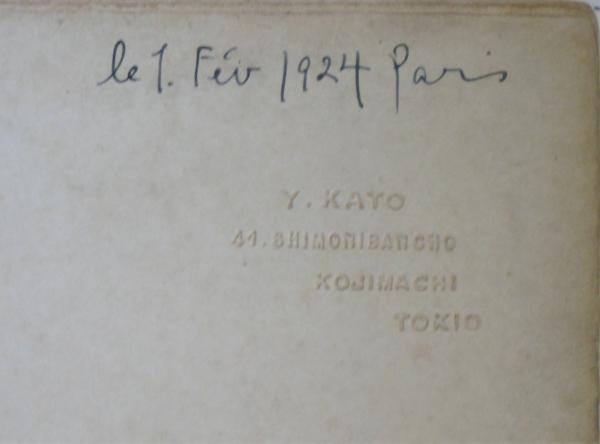 le 1. Fév 1924 Paris
Y. KATO
41. SHIMONIBANCHO
KOJIMACHI
TOKIO